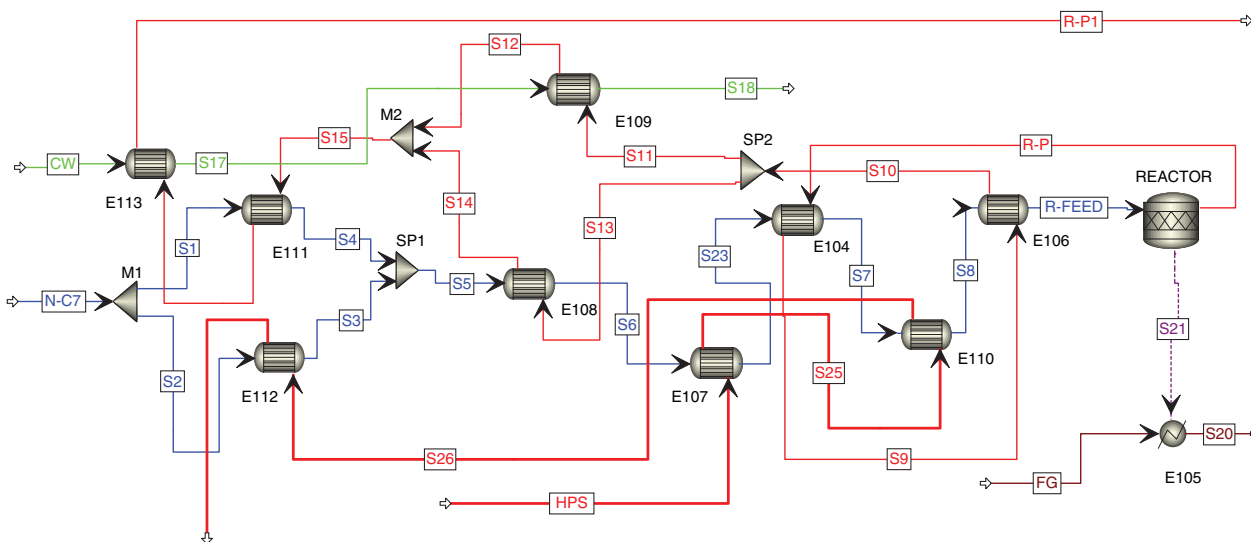 R-P1
S12
S18
M2
E109
S15
SP2
CW
S17
S11
R-P
S10
REACTOR
E113
S14
S13
R-FEED
S1
E111
S4
SP1
S23
E104
E106
M1
S7
S8
N-C7
S5
E108
S3
S6
S21
S2
E112
E107
S25
E110
S26
S9
S20
HPS
FG
E105